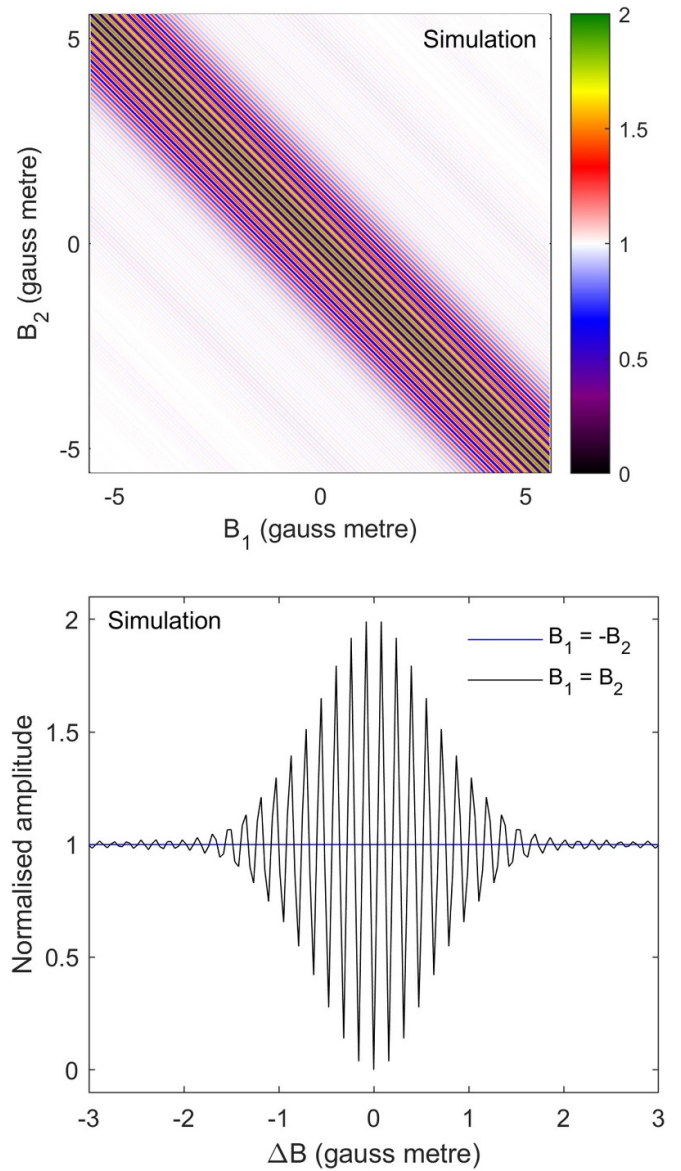 Simulation
5
0
-5
B2 (gauss metre)
-5
0
5
B1 (gauss metre)
2
1.5
1
0.5
0
Simulation
B1 = -B2
B1 = B2
2
1.5
1
0.5
0
Normalised amplitude
-3
-2
-1
0
1
2
3
ΔB (gauss metre)